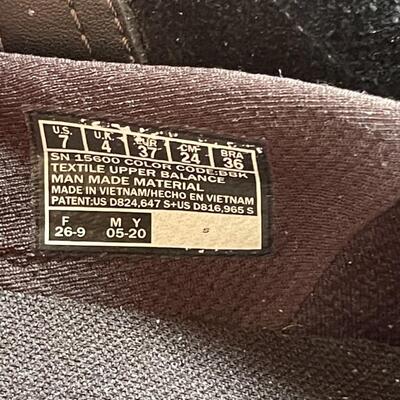 U.S. U.K. EUR CM BRA
7 4 37 24 36
SN 15600 COLOR CODE:BBK
TEXTILE UPPER BALANCE
MAN MADE MATERIAL
MADE IN VIETNAM/HECHO EN VIETNAM
PATENT:US D824,647 S+US D816,965 S
F M Y
26-9 05-20 S